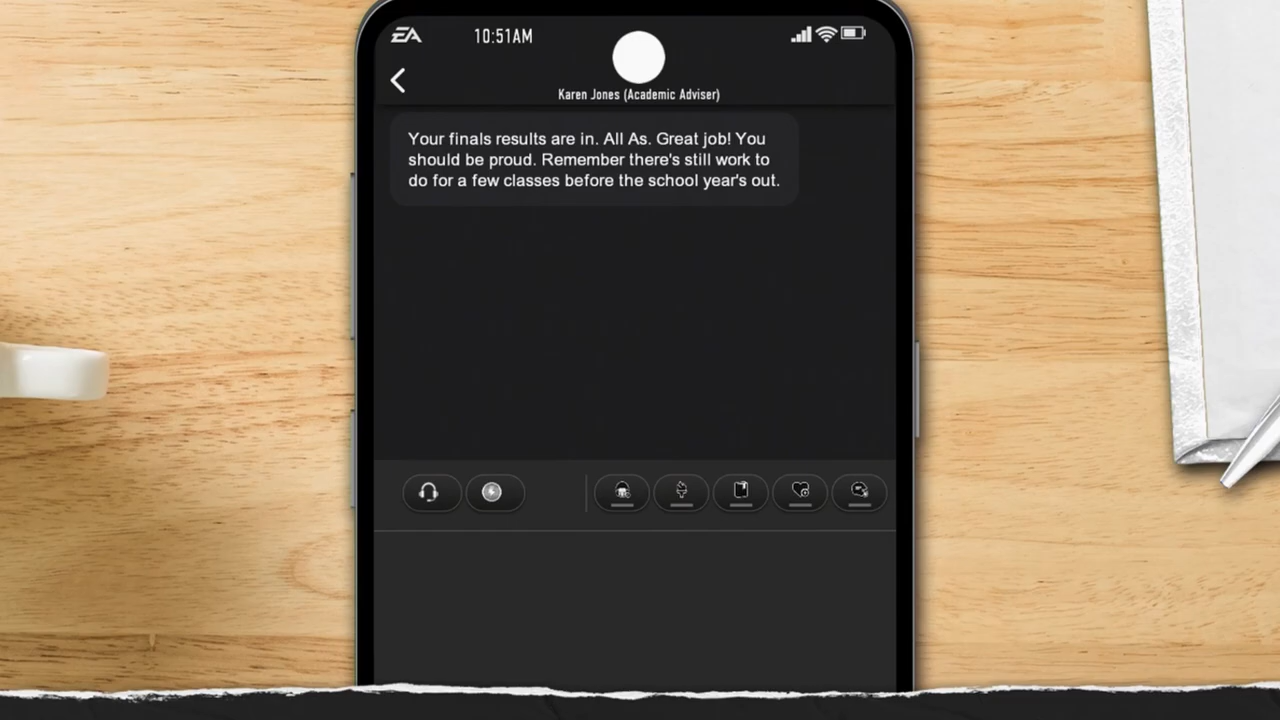 EA
10:51AM
Karen Jones (Academic Adviser)
Your finals results are in. All As. Great job! You
should be proud. Remember there's still work to
do for a few classes before the school year's out.